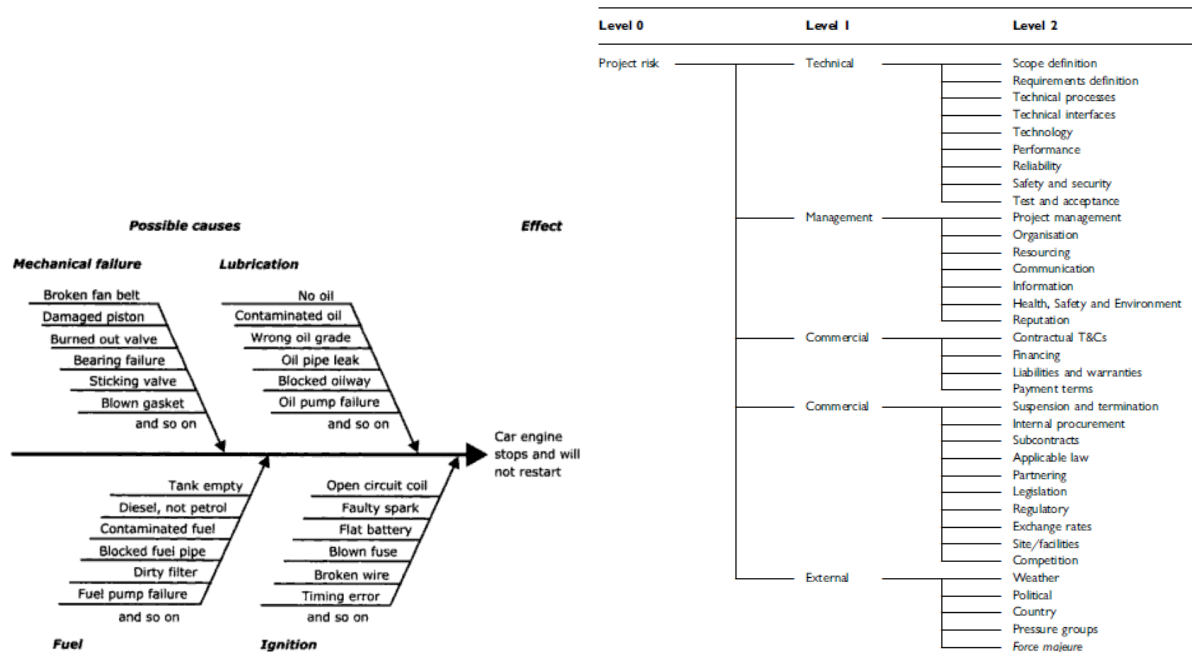 Possible causes
Effect
Mechanical failure
Lubrication
Broken fan belt
Damaged piston
Burned out valve
Bearing failure
Sticking valve
Blown gasket
and so on
No oil
Contaminated oil
Wrong oil grade
Oil pipe leak
Blocked oilway
Oil pump failure
and so on
Car engine
stops and will
not restart
Tank empty
Diesel, not petrol
Contaminated fuel
Blocked fuel pipe
Dirty filter
Fuel pump failure
and so on
Open circuit coil
Faulty spark
Flat battery
Blown fuse
Broken wire
Timing error
and so on
Fuel
Ignition
Level 0
Level 1
Level 2
Project risk
Technical
Scope definition
Requirements definition
Technical processes
Technical interfaces
Technology
Performance
Reliability
Safety and security
Test and acceptance
Management
Project management
Organisation
Resourcing
Communication
Information
Health, Safety and Environment
Reputation
Commercial
Contractual T&Cs
Financing
Liabilities and warranties
Payment terms
Commercial
Suspension and termination
Internal procurement
Subcontracts
Applicable law
Partnering
Legislation
Regulatory
Exchange rates
Site/facilities
Competition
External
Weather
Political
Country
Pressure groups
Force majeure